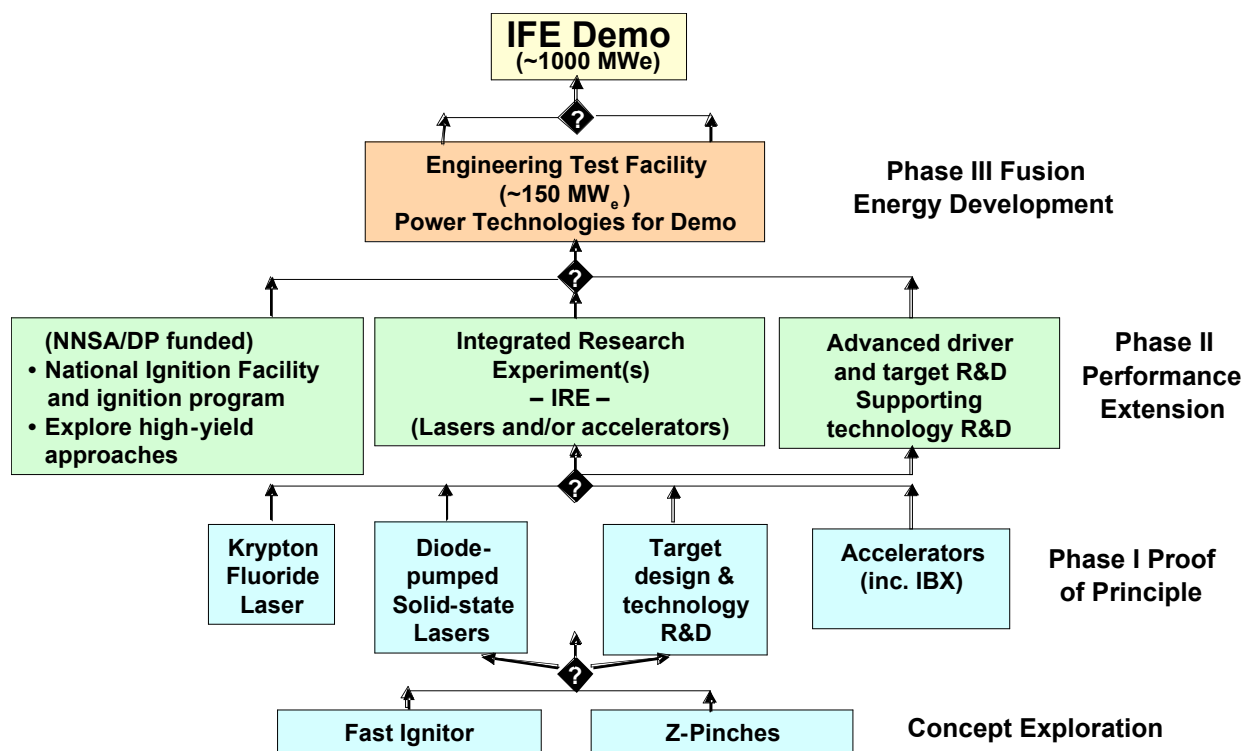 IFE Demo
(~1000 MWe)
?
Engineering Test Facility
(~150 MWe)
Power Technologies for Demo
Phase III Fusion
Energy Development
?
(NNSA/DP funded)
• National Ignition Facility
and ignition program
• Explore high-yield
approaches
Integrated Research
Experiment(s)
– IRE –
(Lasers and/or accelerators)
Advanced driver
and target R&D
Supporting
technology R&D
Phase II
Performance
Extension
?
Krypton
Fluoride
Laser
Diode-
pumped
Solid-state
Lasers
Target
design &
technology
R&D
Accelerators
(inc. IBX)
Phase I Proof
of Principle
?
Fast Ignitor
Z-Pinches
Concept Exploration